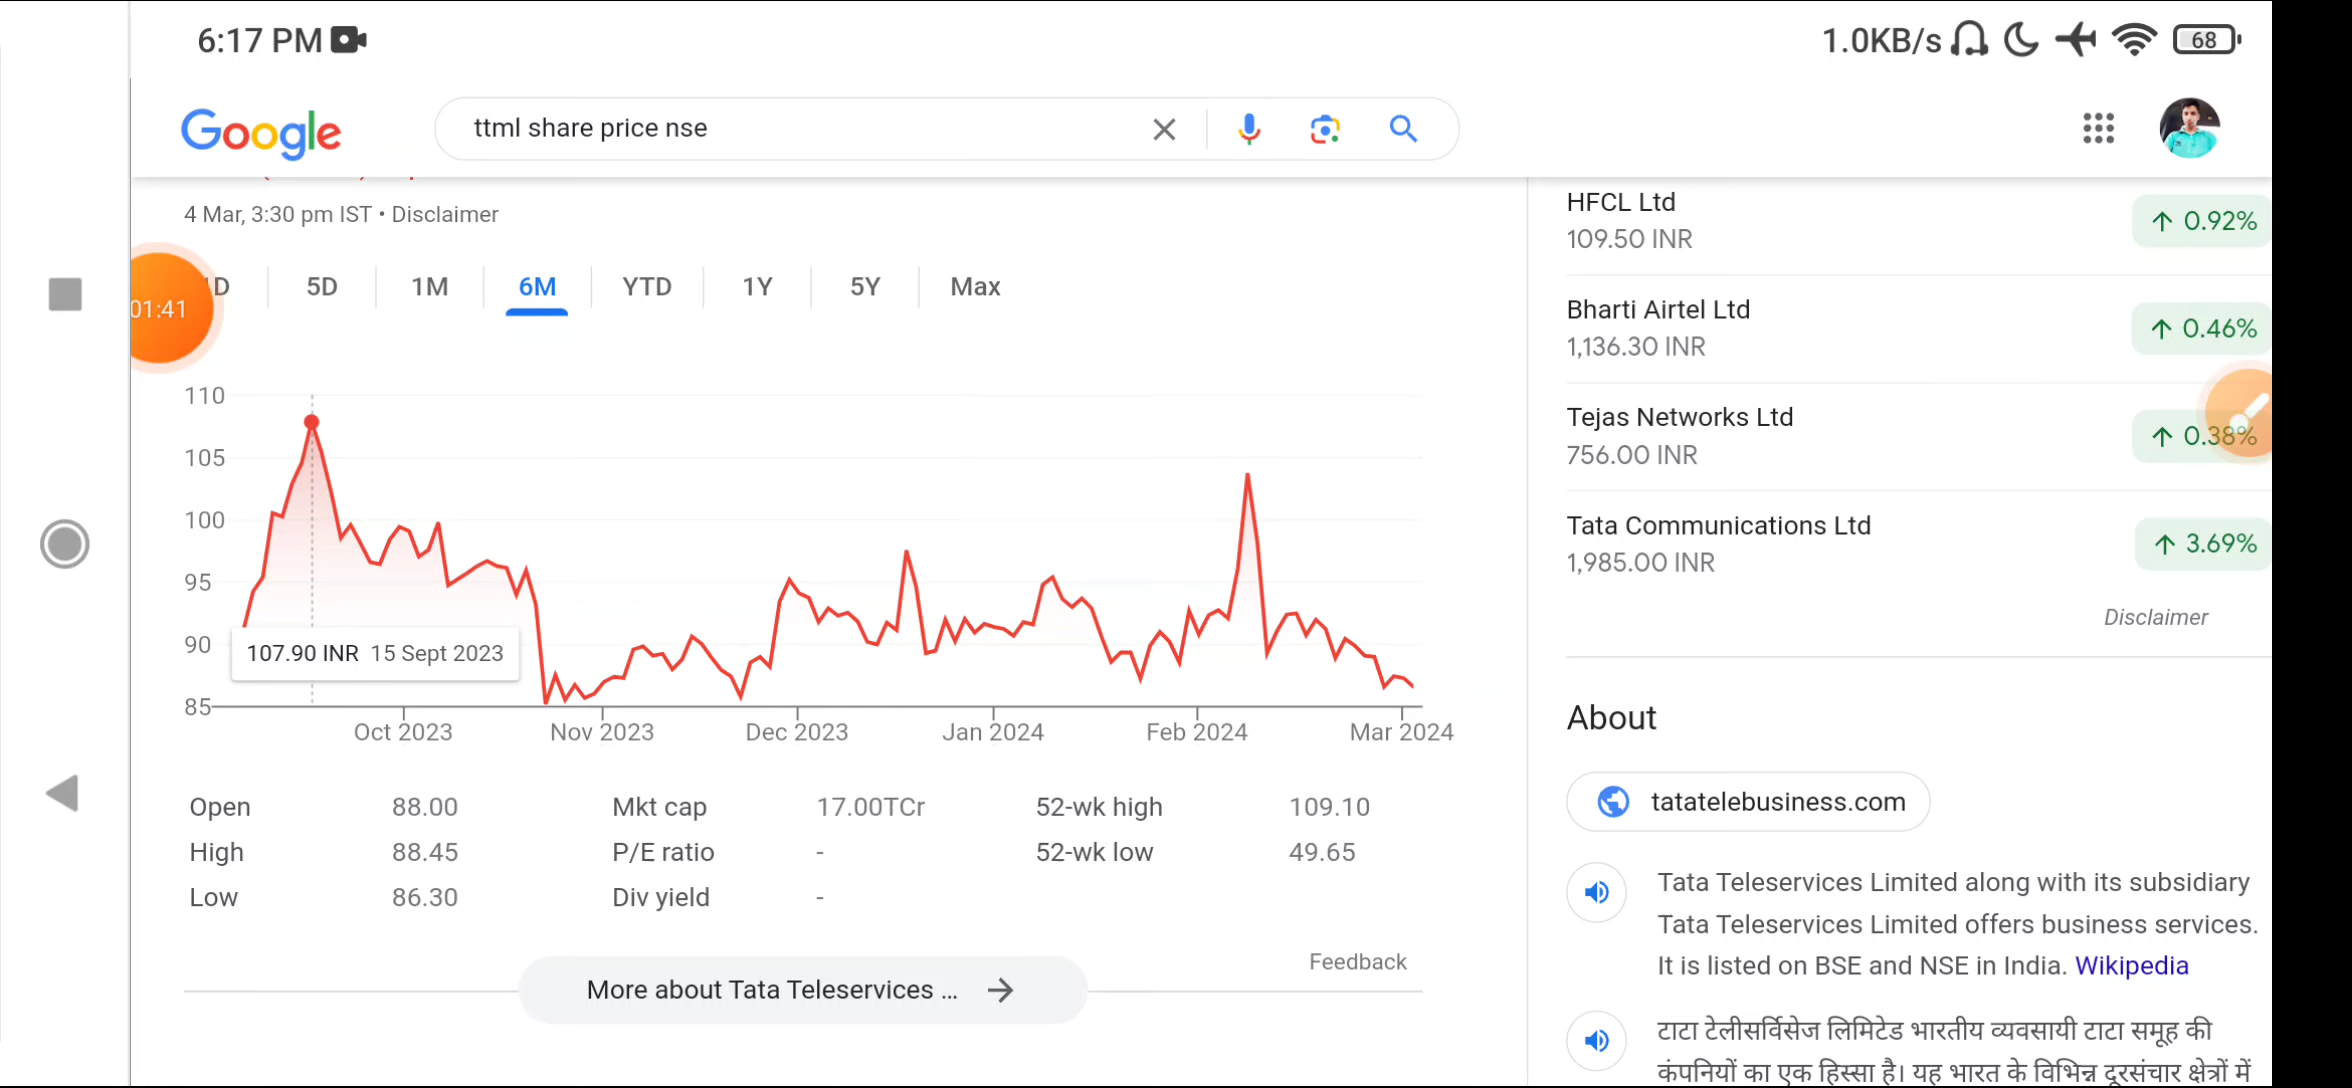 6:17 PM
1.0KB/s
68
Google
ttml share price nse
4 Mar, 3:30 pm IST • Disclaimer
01:41
D 5D 1M 6M YTD 1Y 5Y Max
110
105
100
95
90
85
107.90 INR 15 Sept 2023
Oct 2023 Nov 2023 Dec 2023 Jan 2024 Feb 2024 Mar 2024
Open 88.00 Mkt cap 17.00TCr 52-wk high 109.10
High 88.45 P/E ratio - 52-wk low 49.65
Low 86.30 Div yield -
Feedback
More about Tata Teleservices ...
HFCL Ltd
109.50 INR
↑ 0.92%
Bharti Airtel Ltd
1,136.30 INR
↑ 0.46%
Tejas Networks Ltd
756.00 INR
↑ 0.38%
Tata Communications Ltd
1,985.00 INR
↑ 3.69%
Disclaimer
About
tatatelebusiness.com
Tata Teleservices Limited along with its subsidiary
Tata Teleservices Limited offers business services.
It is listed on BSE and NSE in India. Wikipedia
टाटा टेलीसर्विसेज लिमिटेड भारतीय व्यवसायी टाटा समूह की
कंपनियों का एक हिस्सा है। यह भारत के विभिन्न दूरसंचार क्षेत्रों में